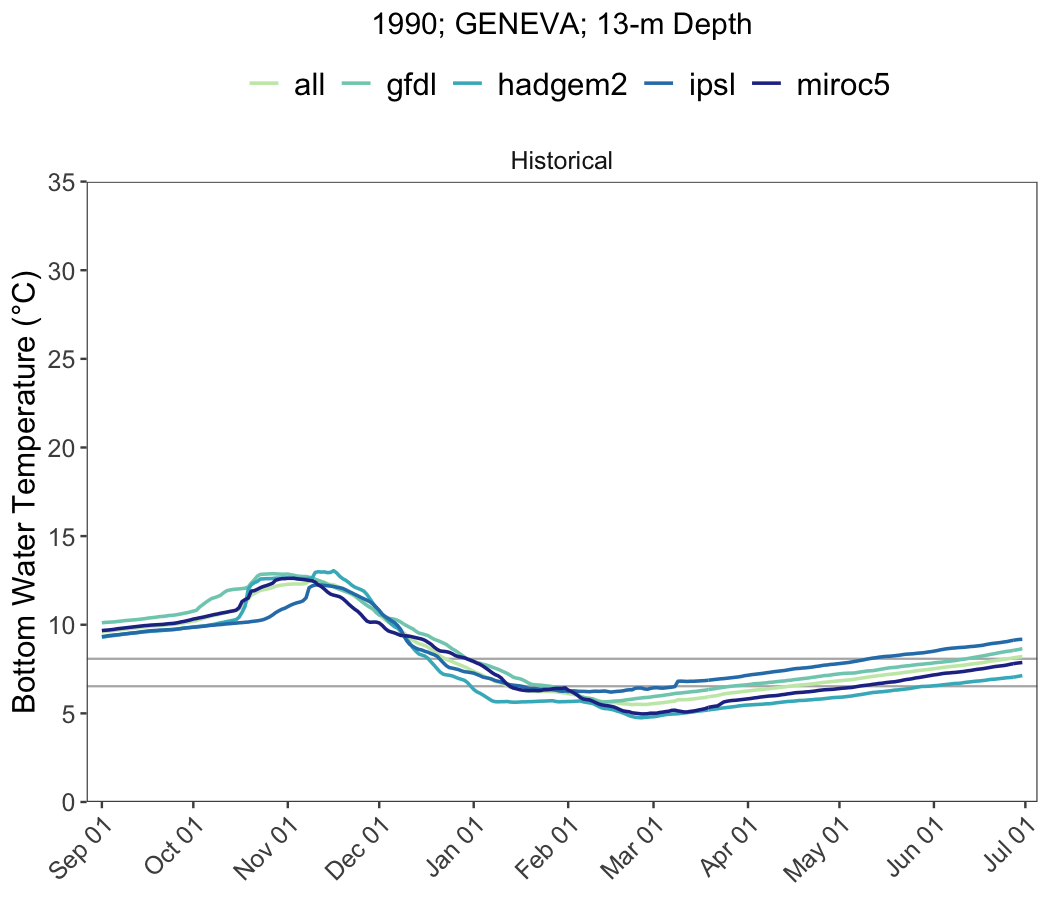 1990; GENEVA; 13-m Depth
all gfdl hadgem2 ipsl miroc5
Historical
Bottom Water Temperature (°C)
35
30
25
20
15
10
5
0
Sep 01 Oct 01 Nov 01 Dec 01 Jan 01 Feb 01 Mar 01 Apr 01 May 01 Jun 01 Jul 01